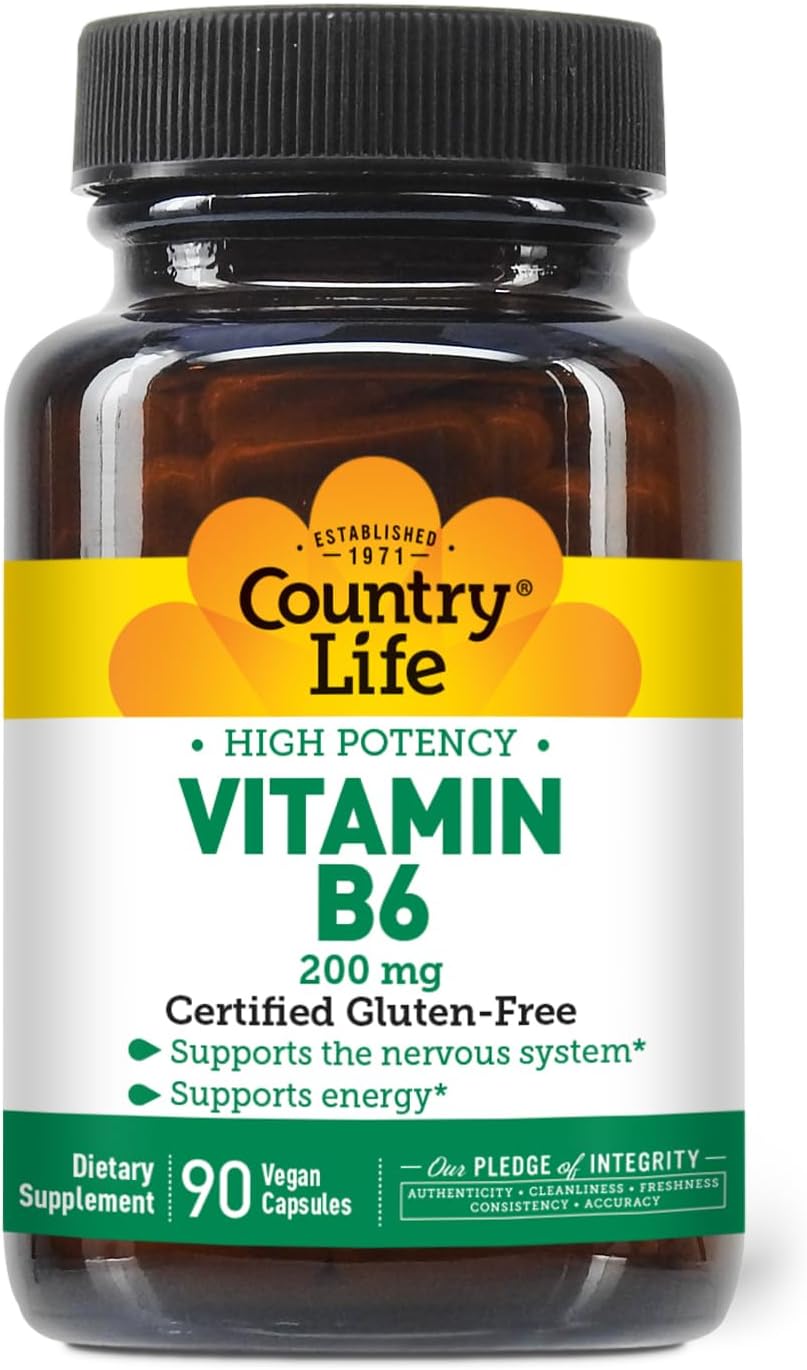 • ESTABLISHED •
— 1971 —
Country®
Life
• HIGH POTENCY •
VITAMIN
B6
200 mg
Certified Gluten-Free
Supports the nervous system*
Supports energy*
Dietary
Supplement
90
Vegan
Capsules
— Our PLEDGE of INTEGRITY —
AUTHENTICITY • CLEANLINESS • FRESHNESS
CONSISTENCY • ACCURACY